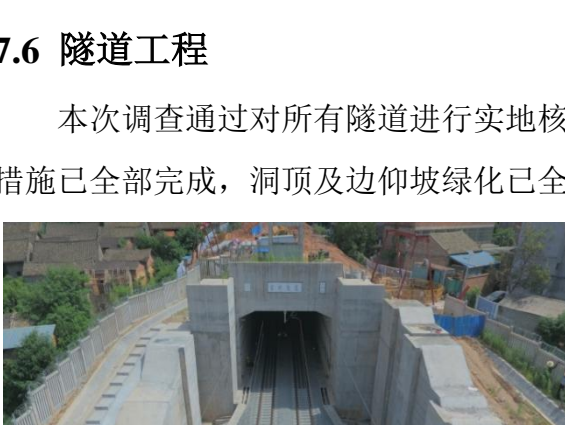 7.6 隧道工程
本次调查通过对所有隧道进行实地核
措施已全部完成，洞顶及边仰坡绿化已全